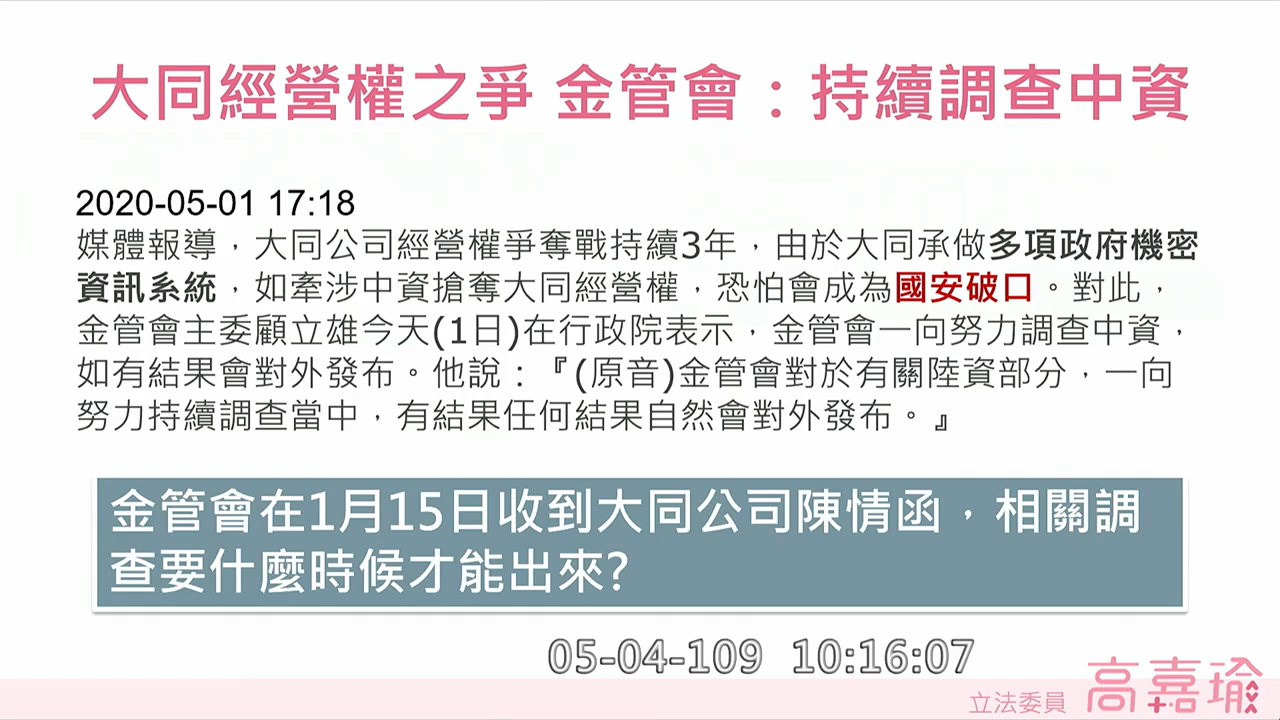 大同經營權之爭 金管會：持續調查中資
2020-05-01 17:18
媒體報導，大同公司經營權爭奪戰持續3年，由於大同承做多項政府機密
資訊系統，如牽涉中資搶奪大同經營權，恐怕會成為國安破口。對此，
金管會主委顧立雄今天(1日)在行政院表示，金管會一向努力調查中資，
如有結果會對外發布。他說：『(原音)金管會對於有關陸資部分，一向
努力持續調查當中，有結果任何結果自然會對外發布。』
金管會在1月15日收到大同公司陳情函，相關調
查要什麼時候才能出來?
05-04-109 10:16:07
立法委員 高嘉瑜